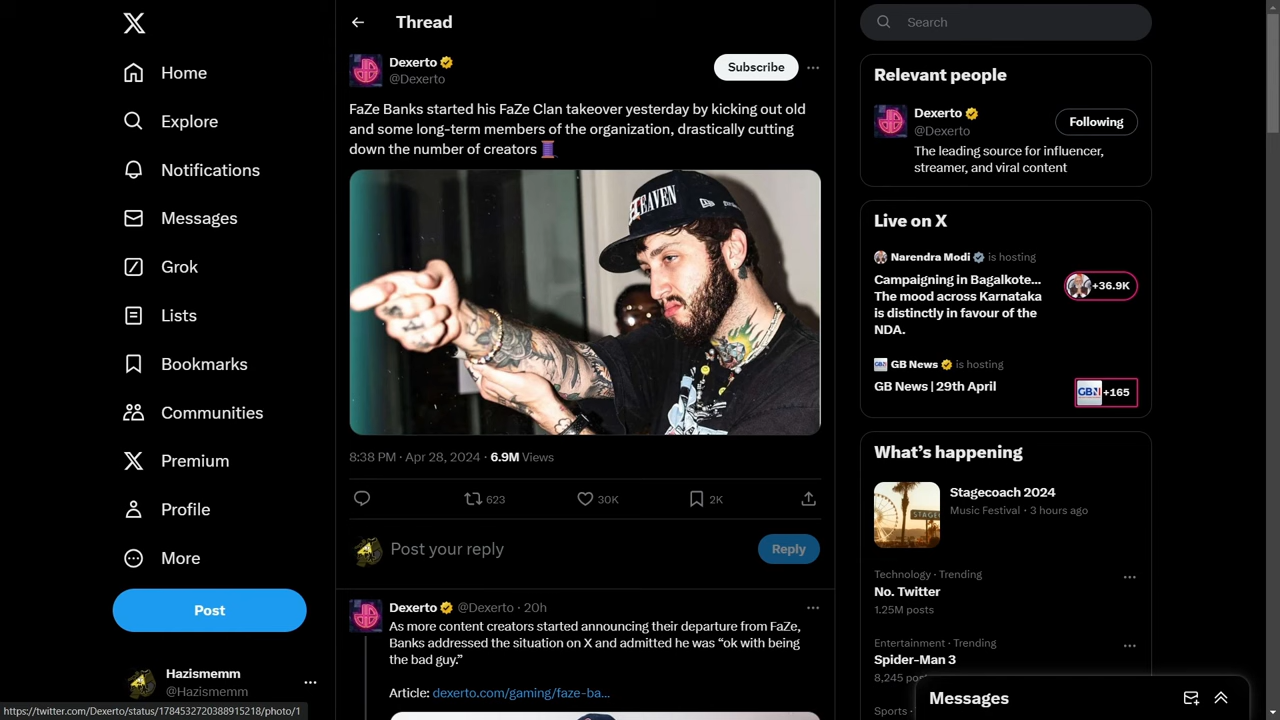 Thread
Search
Home
Explore
Notifications
Messages
Grok
Lists
Bookmarks
Communities
Premium
Profile
More
Post
Hazismemm
@Hazismemm
https://twitter.com/Dexerto/status/1784532720388915218/photo/1
Dexerto
@Dexerto
Subscribe
FaZe Banks started his FaZe Clan takeover yesterday by kicking out old
and some long-term members of the organization, drastically cutting
down the number of creators
HEAVEN
8:38 PM · Apr 28, 2024 · 6.9M Views
623
30K
2K
Post your reply
Reply
Dexerto @Dexerto · 20h
As more content creators started announcing their departure from FaZe,
Banks addressed the situation on X and admitted he was “ok with being
the bad guy.”
Article: dexerto.com/gaming/faze-ba...
Relevant people
Dexerto
@Dexerto
Following
The leading source for influencer,
streamer, and viral content
Live on X
Narendra Modi is hosting
Campaigning in Bagalkote...
The mood across Karnataka
is distinctly in favour of the
NDA.
+36.9K
GB News is hosting
GB News | 29th April
GBN
+165
What’s happening
Stagecoach 2024
Music Festival · 3 hours ago
Technology · Trending
No. Twitter
1.25M posts
Entertainment · Trending
Spider-Man 3
8,245
Sports ·
Messages